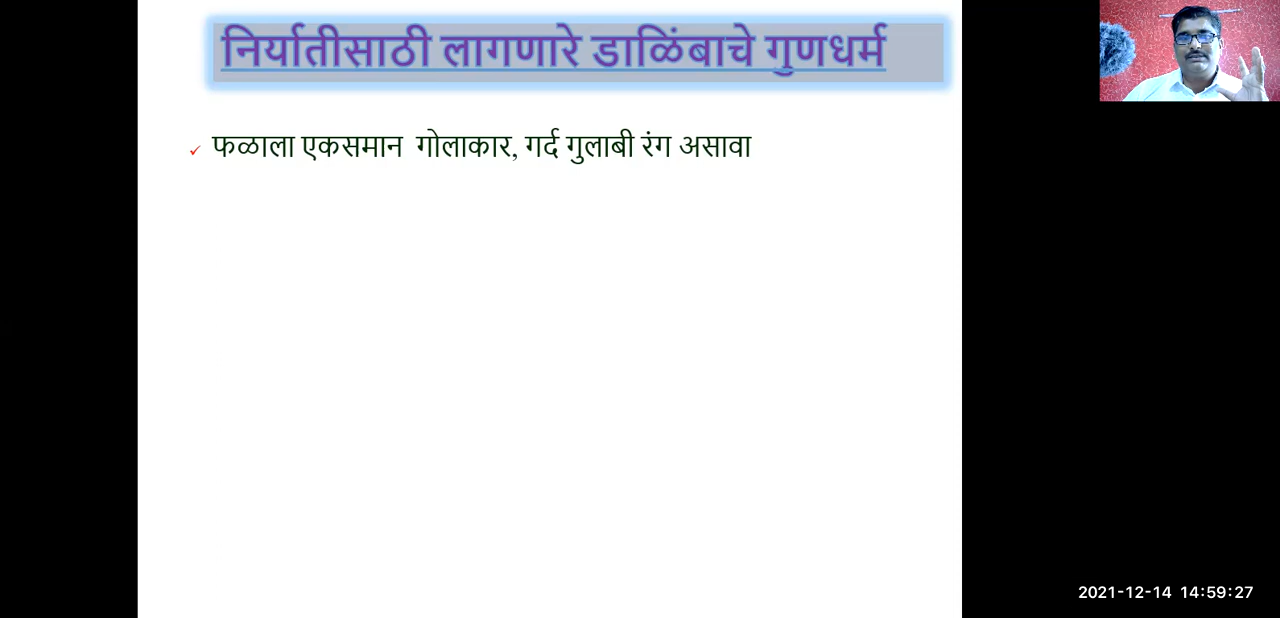 निर्यातीसाठी लागणारे डाळिंबाचे गुणधर्म
✓ फळाला एकसमान गोलाकार, गर्द गुलाबी रंग असावा
2021-12-14 14:59:27